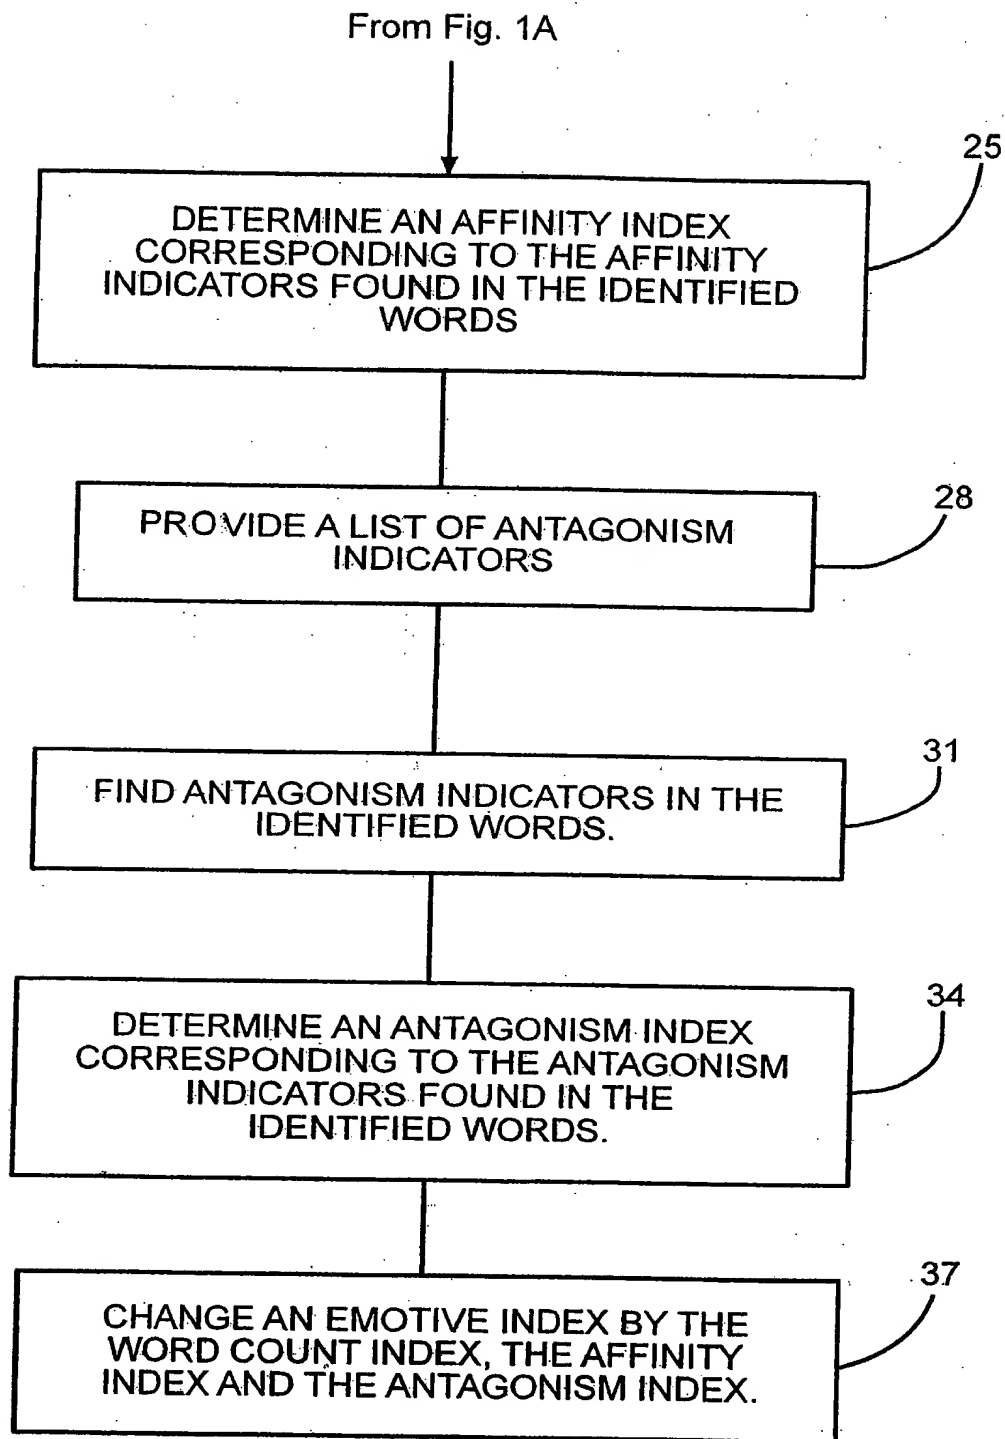 From Fig. 1A
25
DETERMINE AN AFFINITY INDEX
CORRESPONDING TO THE AFFINITY
INDICATORS FOUND IN THE IDENTIFIED
WORDS
28
PROVIDE A LIST OF ANTAGONISM
INDICATORS
31
FIND ANTAGONISM INDICATORS IN THE
IDENTIFIED WORDS.
34
DETERMINE AN ANTAGONISM INDEX
CORRESPONDING TO THE ANTAGONISM
INDICATORS FOUND IN THE
IDENTIFIED WORDS.
37
CHANGE AN EMOTIVE INDEX BY THE
WORD COUNT INDEX, THE AFFINITY
INDEX AND THE ANTAGONISM INDEX.